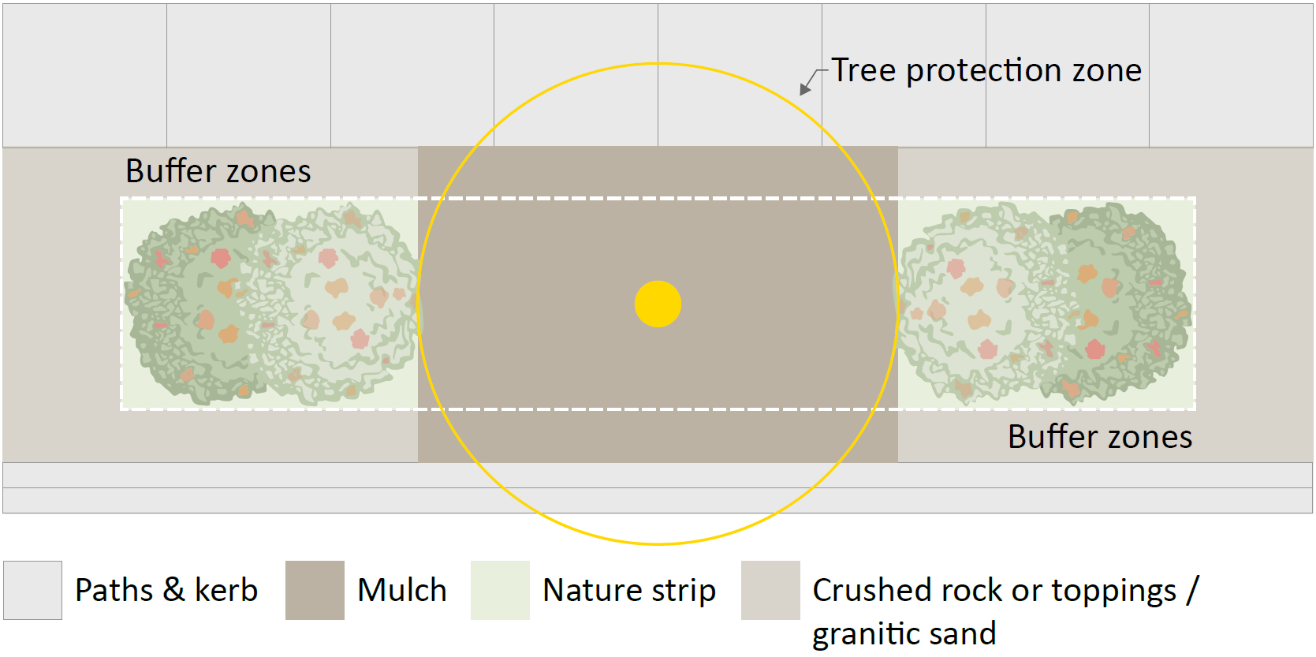 Tree protection zone
Buffer zones
Buffer zones
Paths & kerb
Mulch
Nature strip
Crushed rock or toppings /
granitic sand